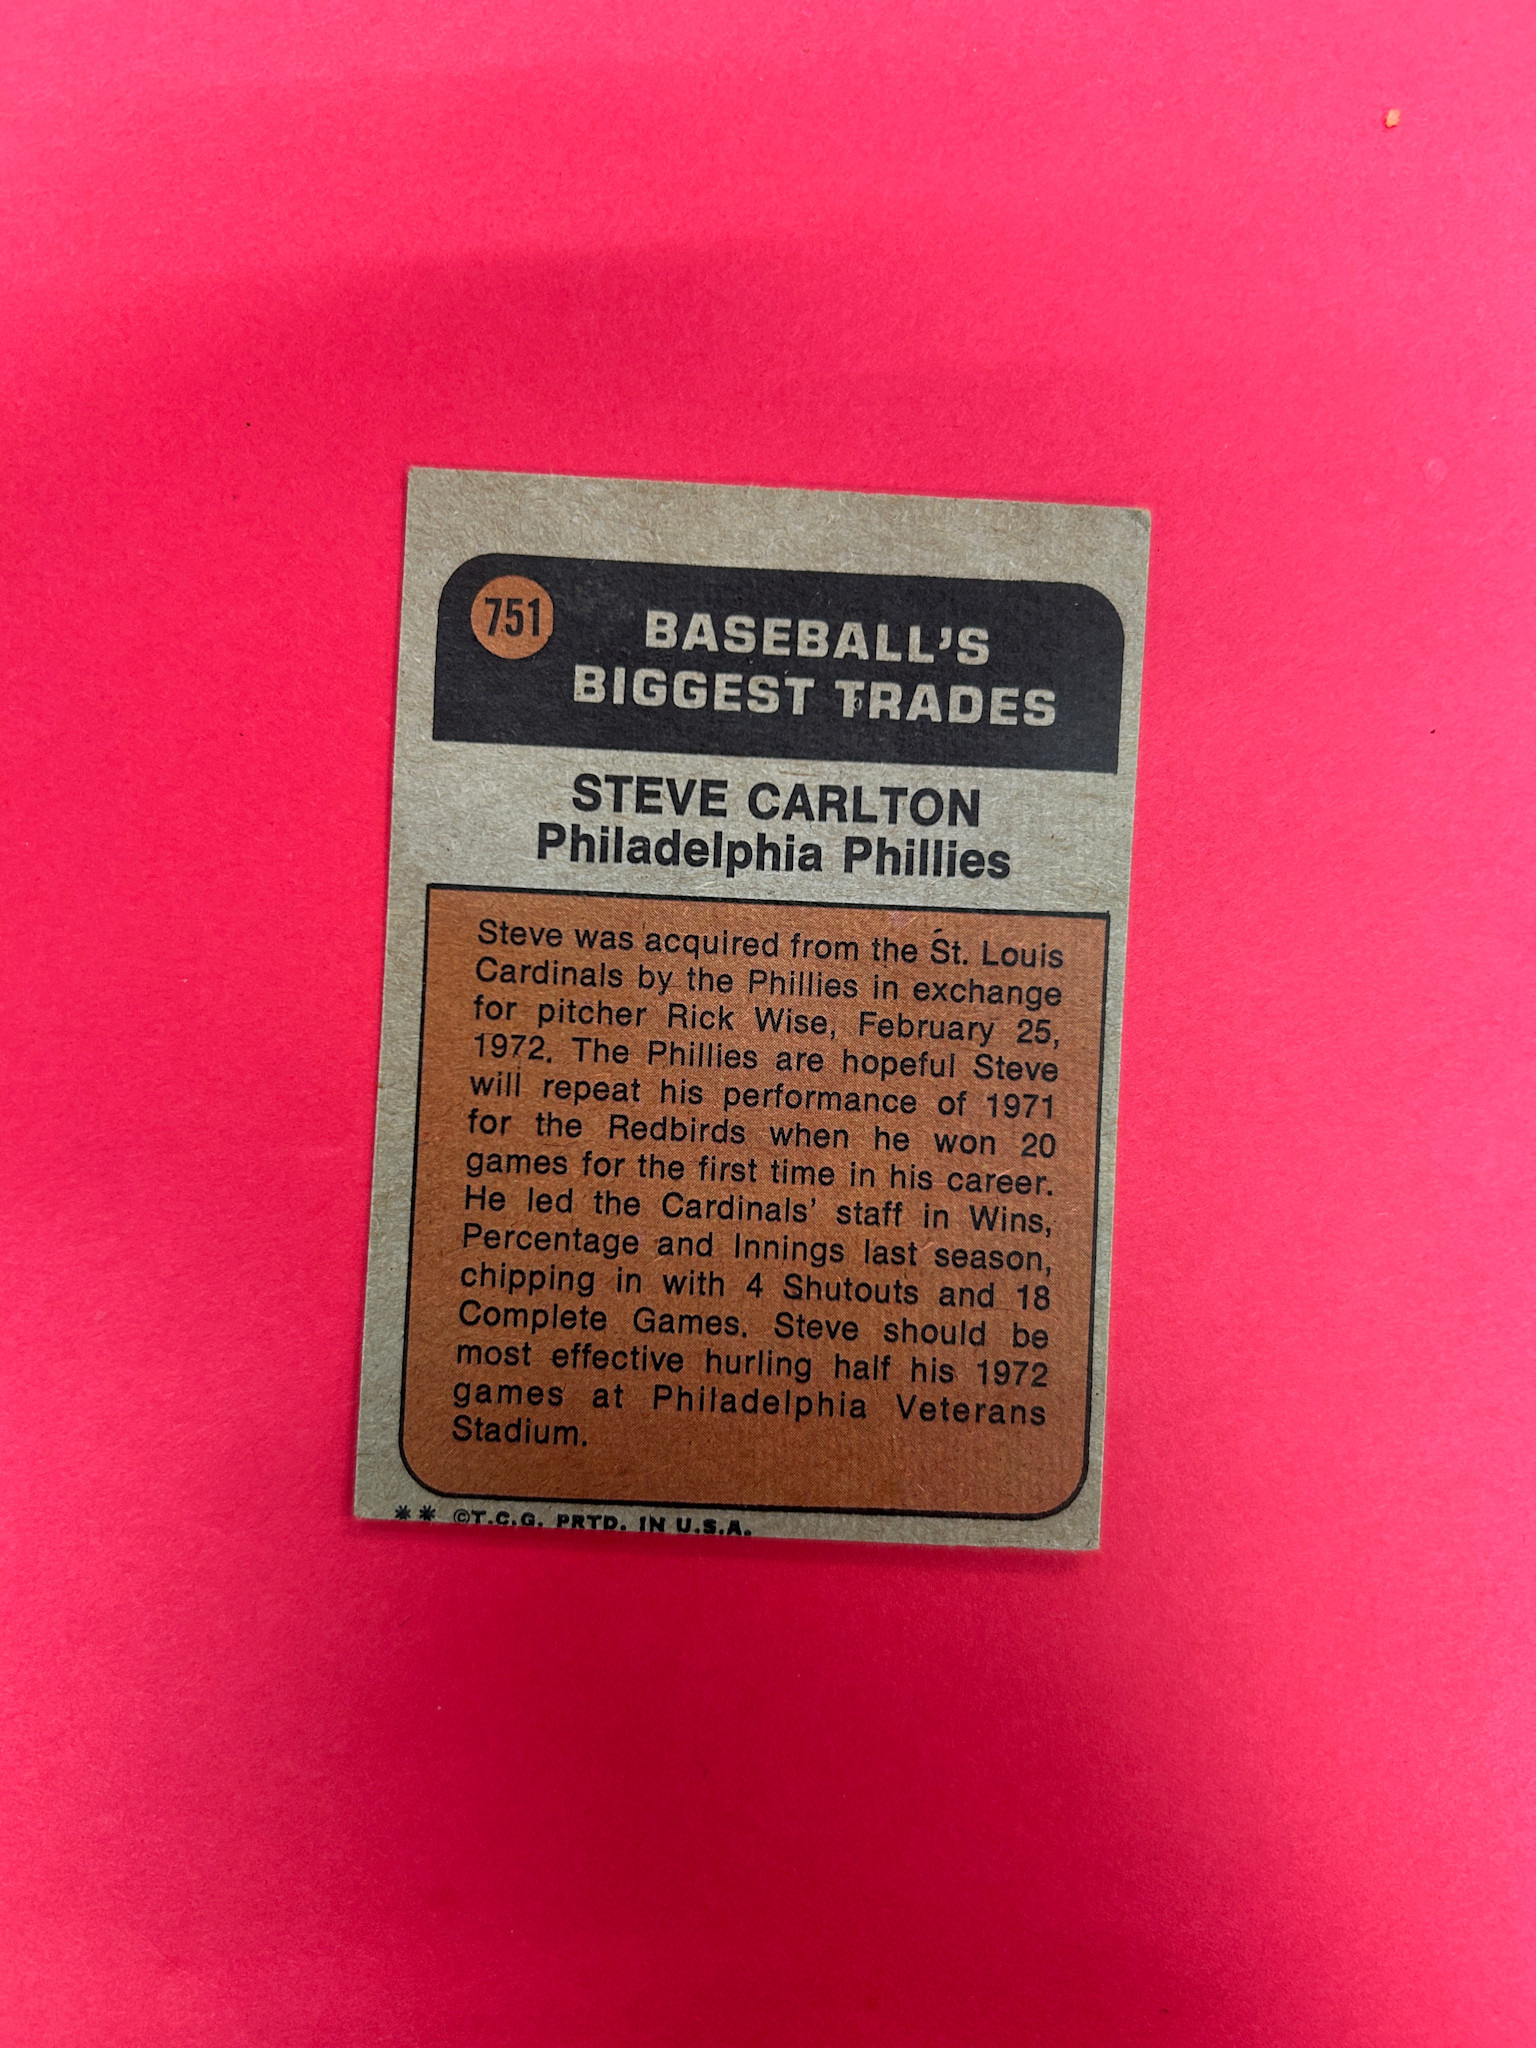 751
BASEBALL'S
BIGGEST TRADES
STEVE CARLTON
Philadelphia Phillies
Steve was acquired from the St. Louis
Cardinals by the Phillies in exchange
for pitcher Rick Wise, February 25,
1972. The Phillies are hopeful Steve
will repeat his performance of 1971
for the Redbirds when he won 20
games for the first time in his career.
He led the Cardinals' staff in Wins,
Percentage and Innings last season,
chipping in with 4 Shutouts and 18
Complete Games. Steve should be
most effective hurling half his 1972
games at Philadelphia Veterans
Stadium.
** ©T.C.G. PRTD. IN U.S.A.